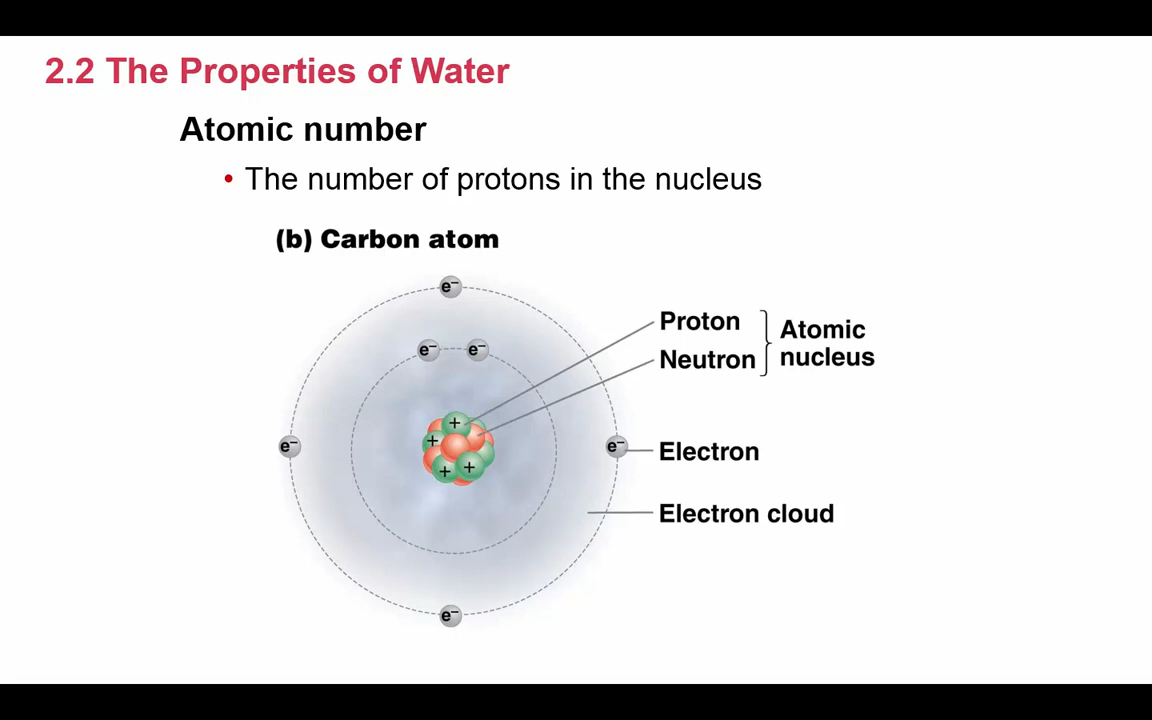 2.2 The Properties of Water
Atomic number
• The number of protons in the nucleus
(b) Carbon atom
e−
e− e−
Proton
Neutron
Atomic
nucleus
+
+
+ +
e−
e−
Electron
Electron cloud
e−